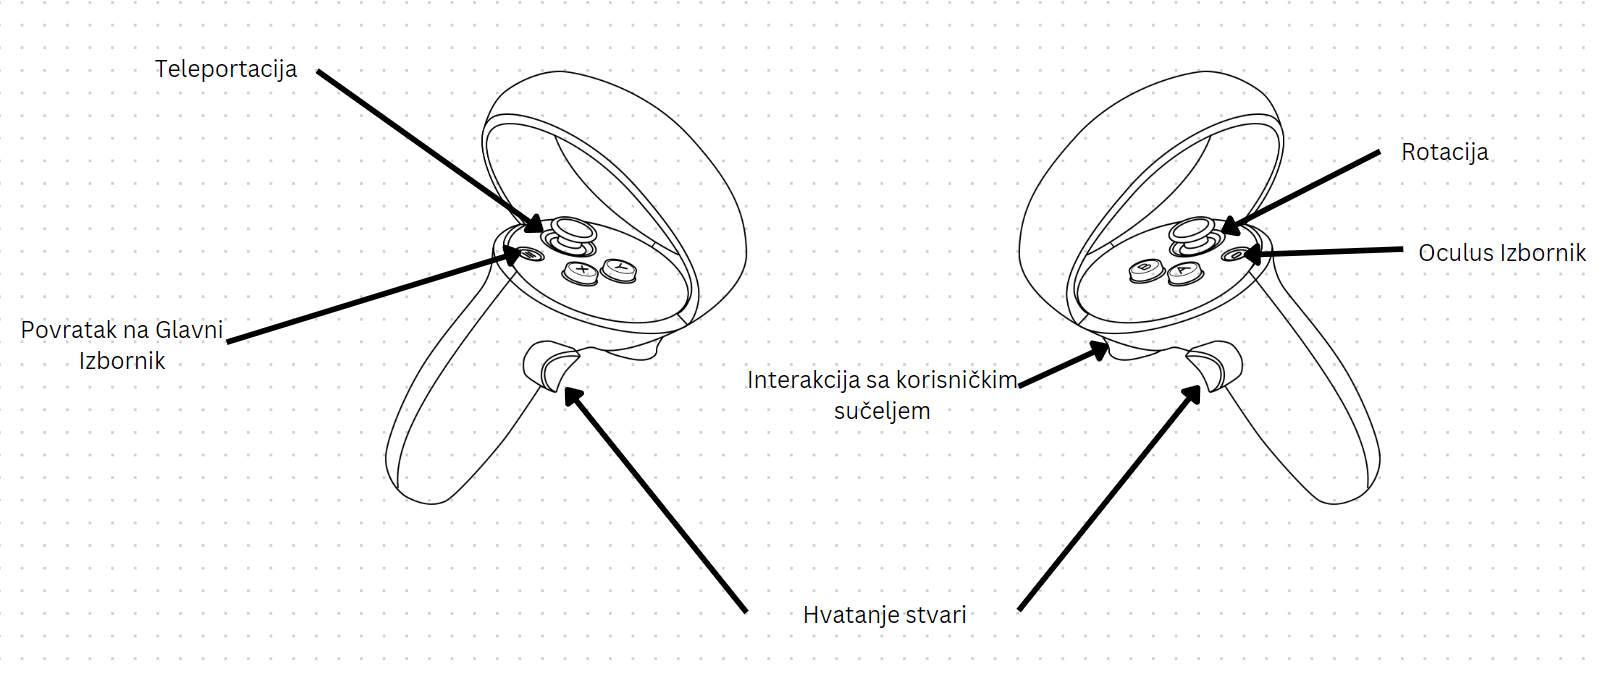 Teleportacija
Rotacija
Oculus Izbornik
Povratak na Glavni
Izbornik
X
Y
B
A
Interakcija sa korisničkim
sučeljem
Hvatanje stvari